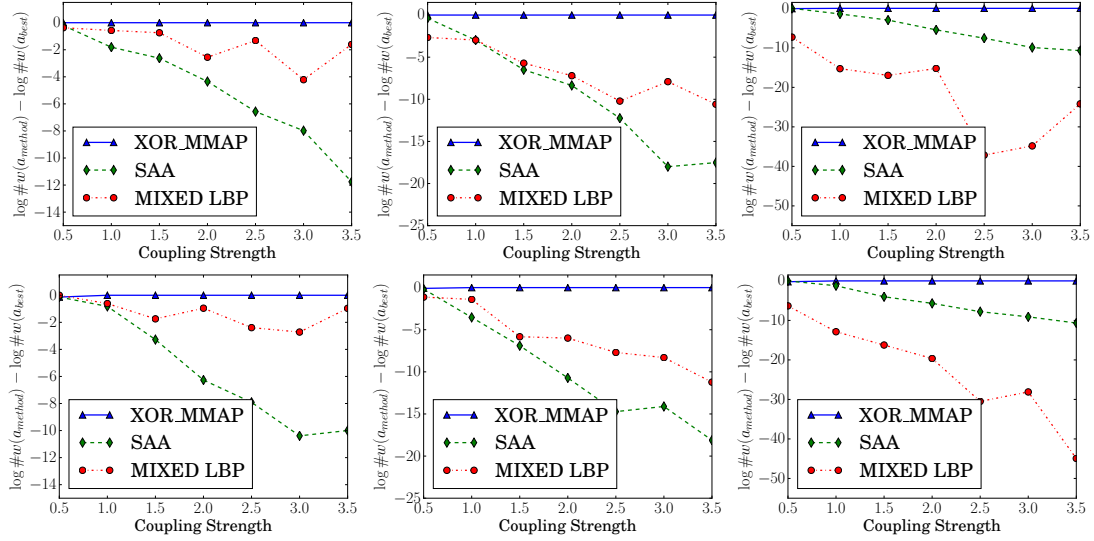 log #w(a_method) − log #w(a_best)
0
−2
−4
−6
−8
−10
−12
−14
XOR_MMAP
SAA
MIXED LBP
0.5 1.0 1.5 2.0 2.5 3.0 3.5
Coupling Strength
log #w(a_method) − log #w(a_best)
0
−5
−10
−15
−20
−25
XOR_MMAP
SAA
MIXED LBP
0.5 1.0 1.5 2.0 2.5 3.0 3.5
Coupling Strength
log #w(a_method) − log #w(a_best)
0
−10
−20
−30
−40
−50
XOR_MMAP
SAA
MIXED LBP
0.5 1.0 1.5 2.0 2.5 3.0 3.5
Coupling Strength
log #w(a_method) − log #w(a_best)
0
−2
−4
−6
−8
−10
−12
−14
XOR_MMAP
SAA
MIXED LBP
0.5 1.0 1.5 2.0 2.5 3.0 3.5
Coupling Strength
log #w(a_method) − log #w(a_best)
0
−5
−10
−15
−20
−25
XOR_MMAP
SAA
MIXED LBP
0.5 1.0 1.5 2.0 2.5 3.0 3.5
Coupling Strength
log #w(a_method) − log #w(a_best)
0
−10
−20
−30
−40
−50
XOR_MMAP
SAA
MIXED LBP
0.5 1.0 1.5 2.0 2.5 3.0 3.5
Coupling Strength